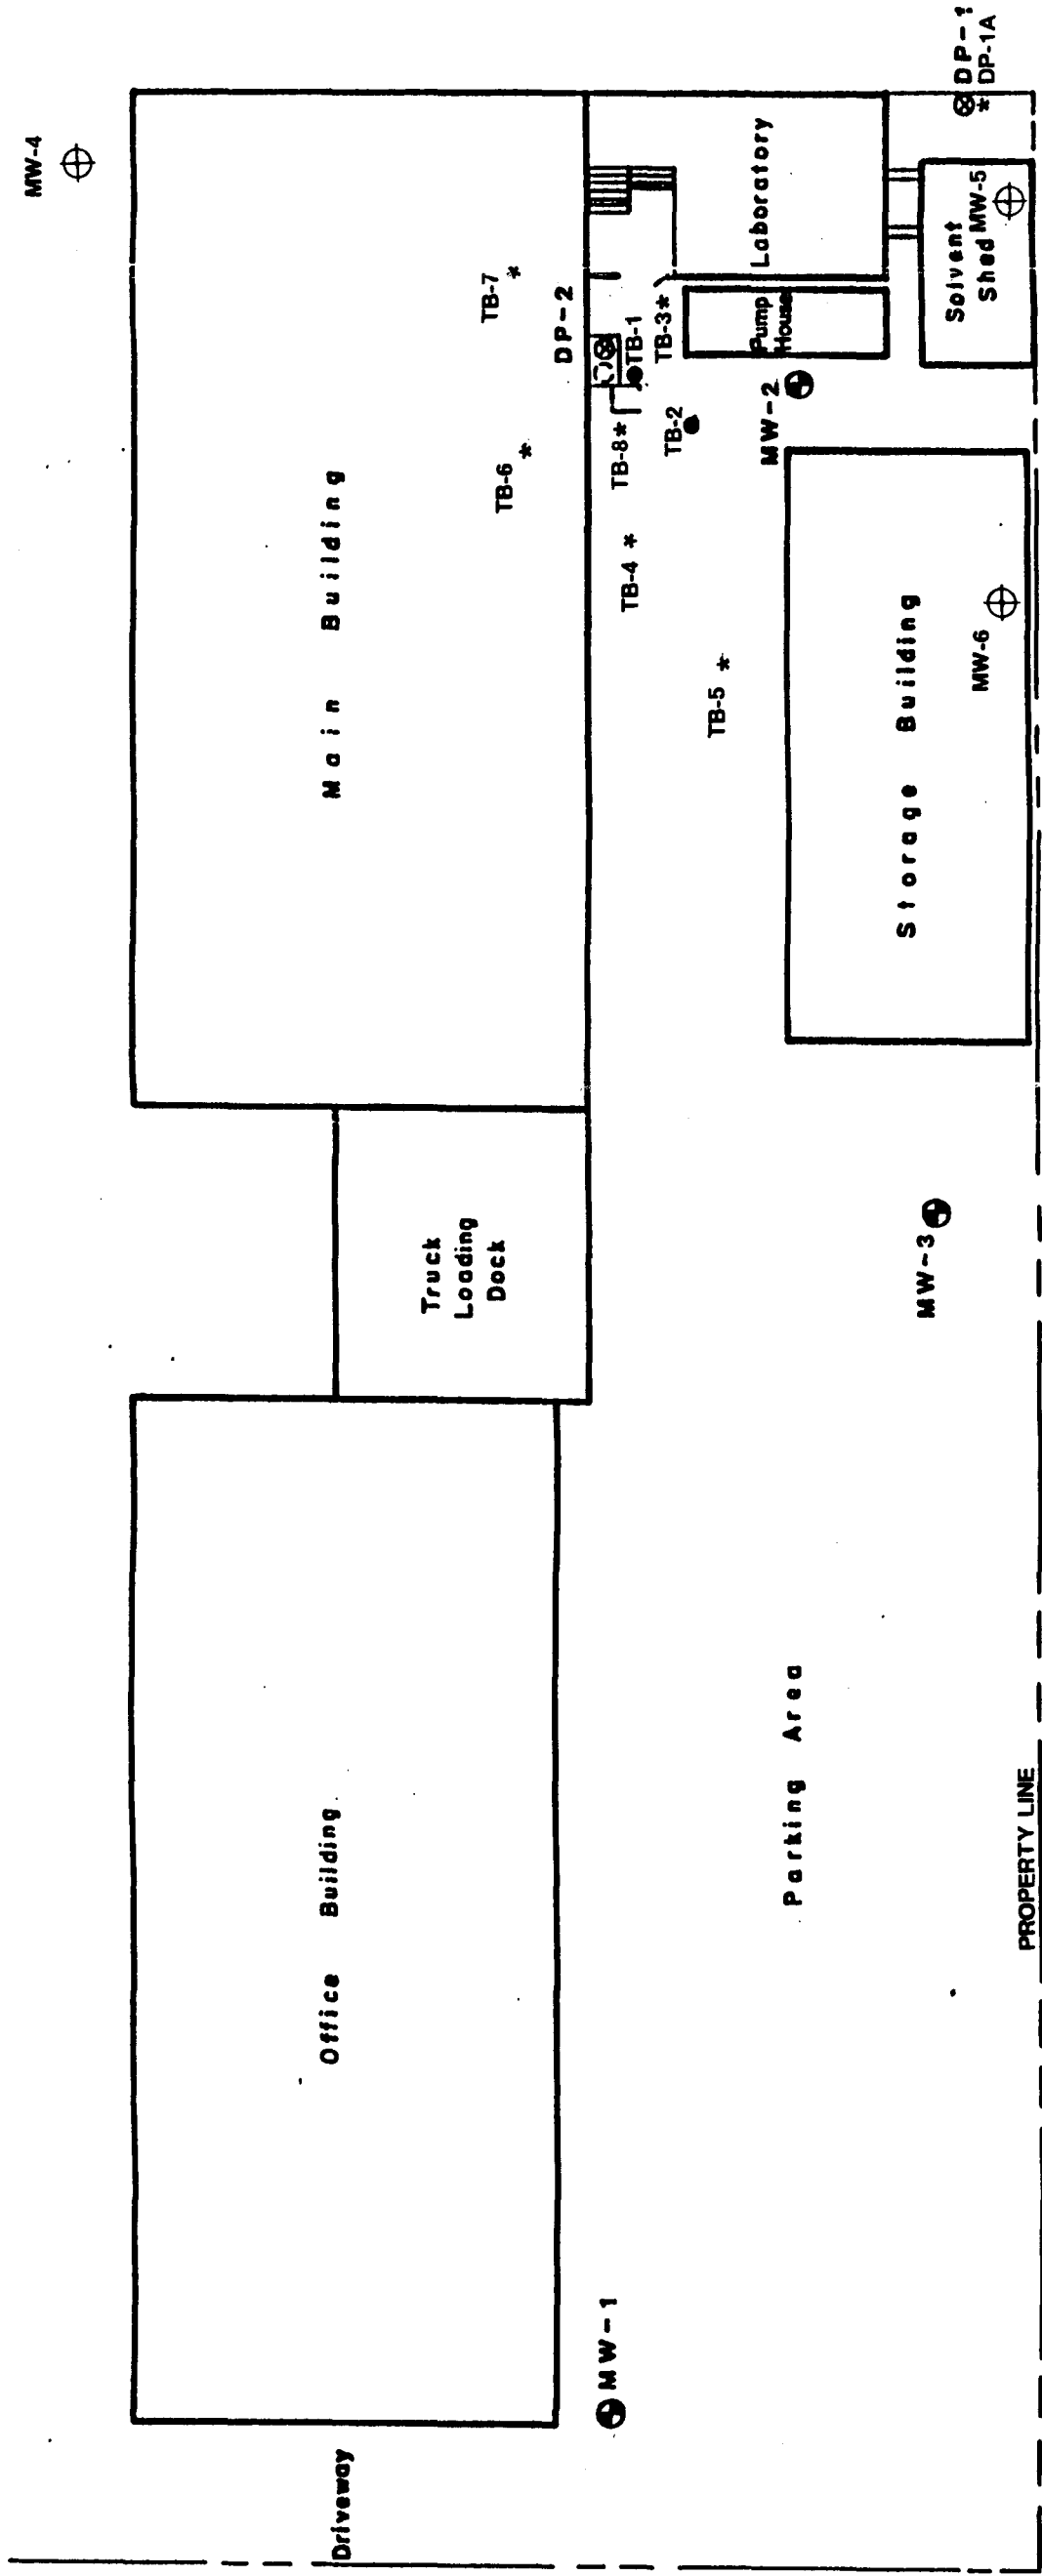 MW-4
TB-7
DP-2
TB-1
TB-3
TB-6
TB-8
TB-2
TB-4
TB-5
Main Building
Laboratory
Pump
House
Solvent
Shed
MW-5
DP-1
DP-1A
MW-2
Storage Building
MW-6
Truck
Loading
Dock
MW-3
Office Building
Parking Area
MW-1
Driveway
PROPERTY LINE